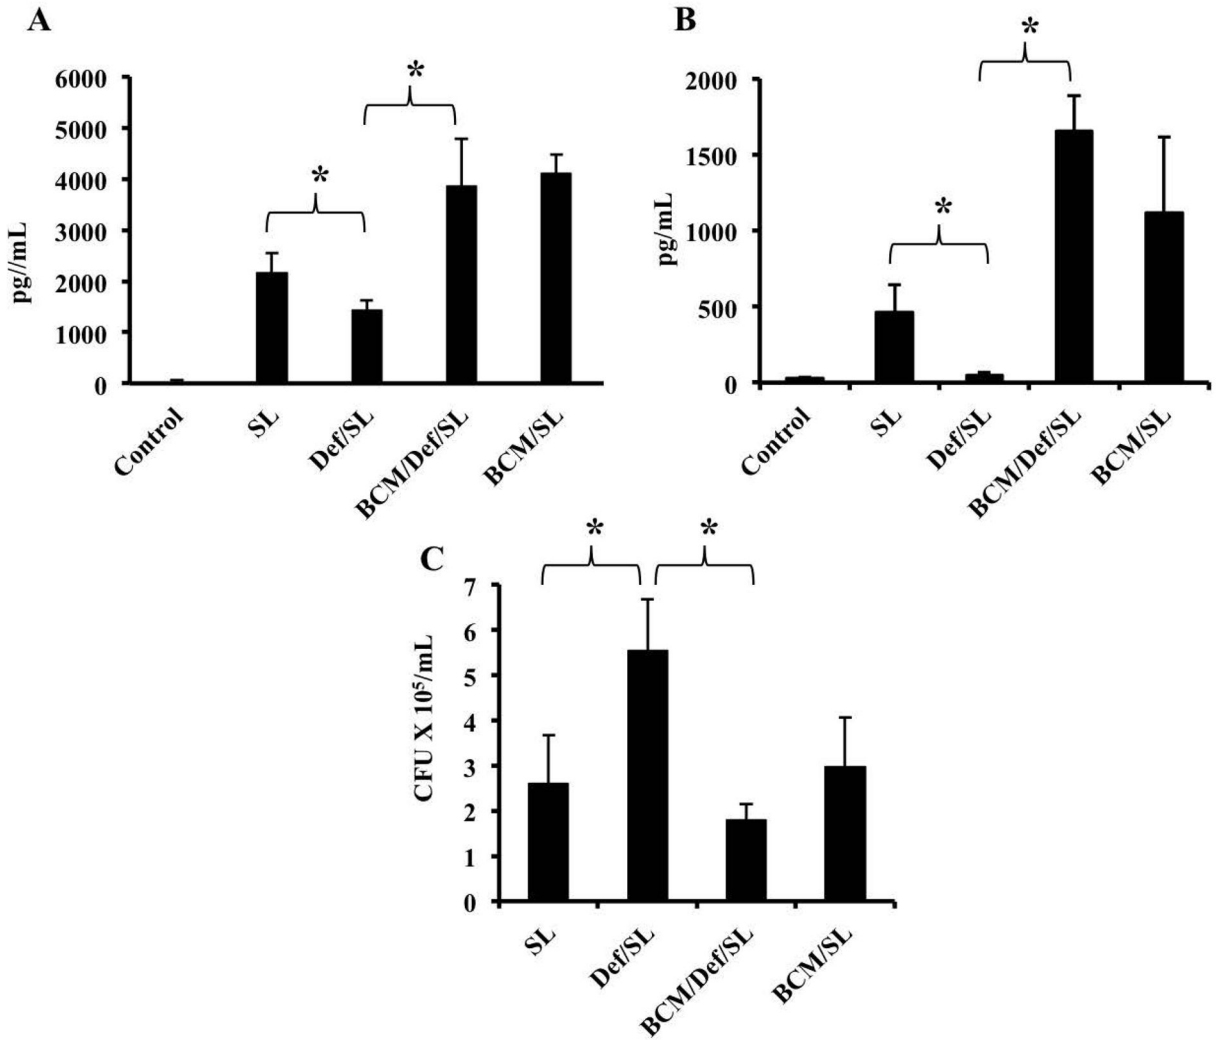 A
6000
5000
4000
3000
2000
1000
0
pg//mL
*
*
Control
SL
Def/SL
BCM/Def/SL
BCM/SL
B
2000
1500
1000
500
0
pg/mL
*
*
Control
SL
Def/SL
BCM/Def/SL
BCM/SL
C
7
6
5
4
3
2
1
0
CFU X 10⁵/mL
*
*
SL
Def/SL
BCM/Def/SL
BCM/SL